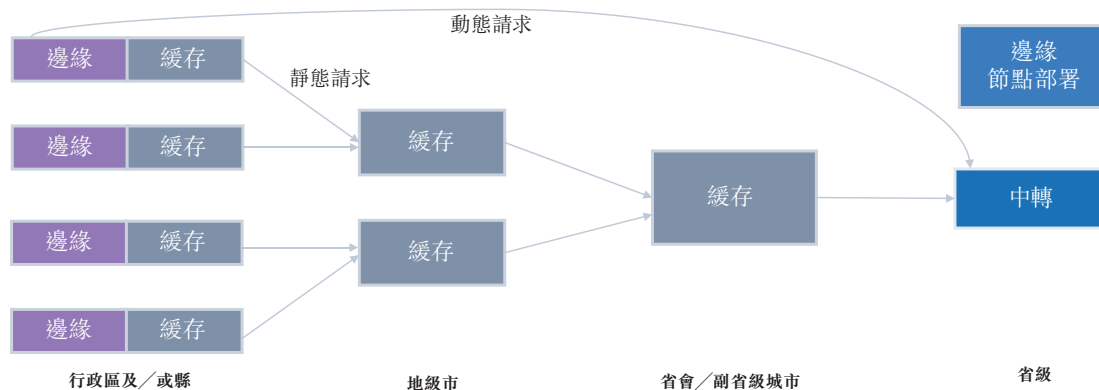 動態請求
邊緣
節點部署
邊緣 緩存
靜態請求
緩存
邊緣 緩存
緩存
中轉
邊緣 緩存
緩存
邊緣 緩存
行政區及／或縣
地級市
省會／副省級城市
省級